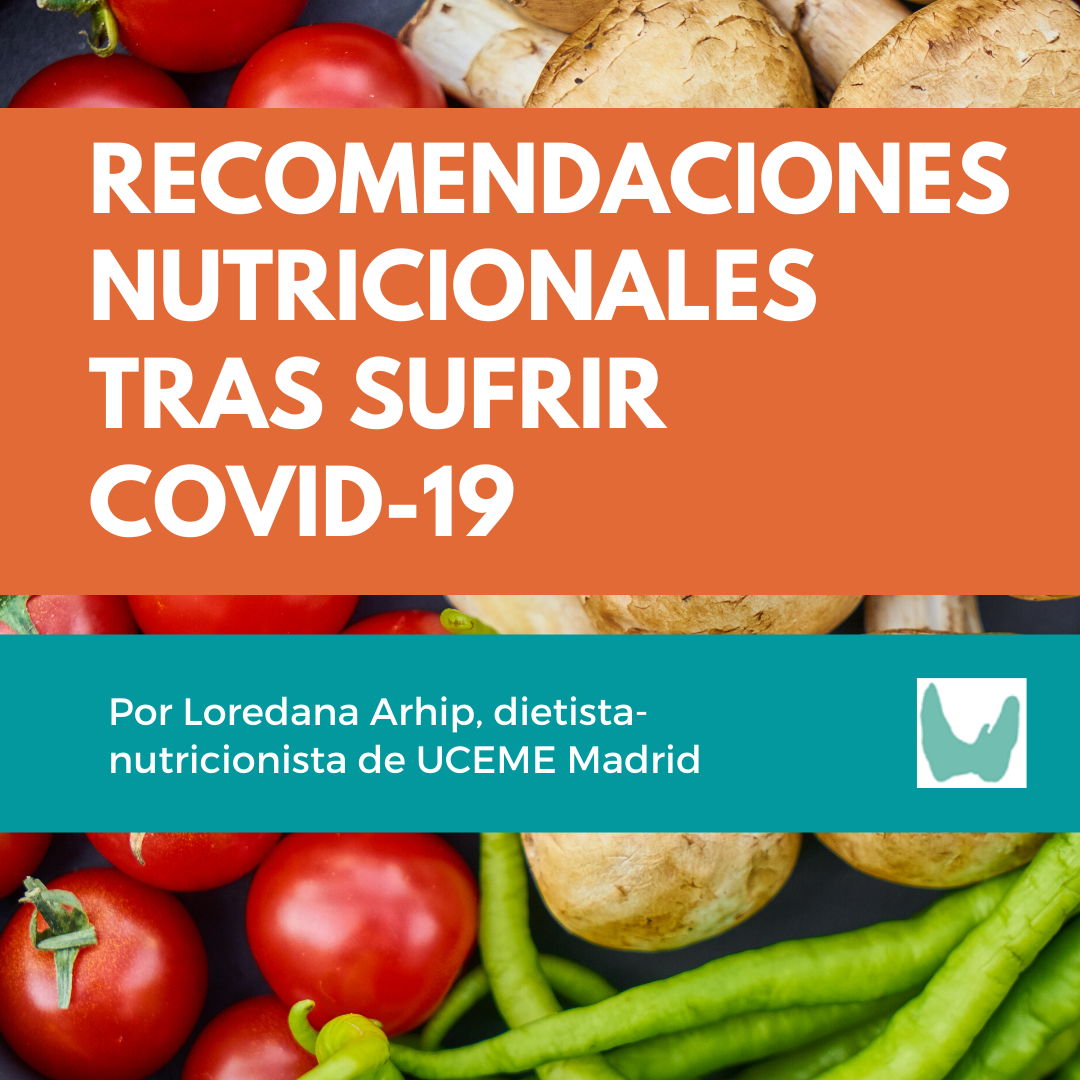 RECOMENDACIONES
NUTRICIONALES
TRAS SUFRIR
COVID-19
Por Loredana Arhip, dietista-
nutricionista de UCEME Madrid